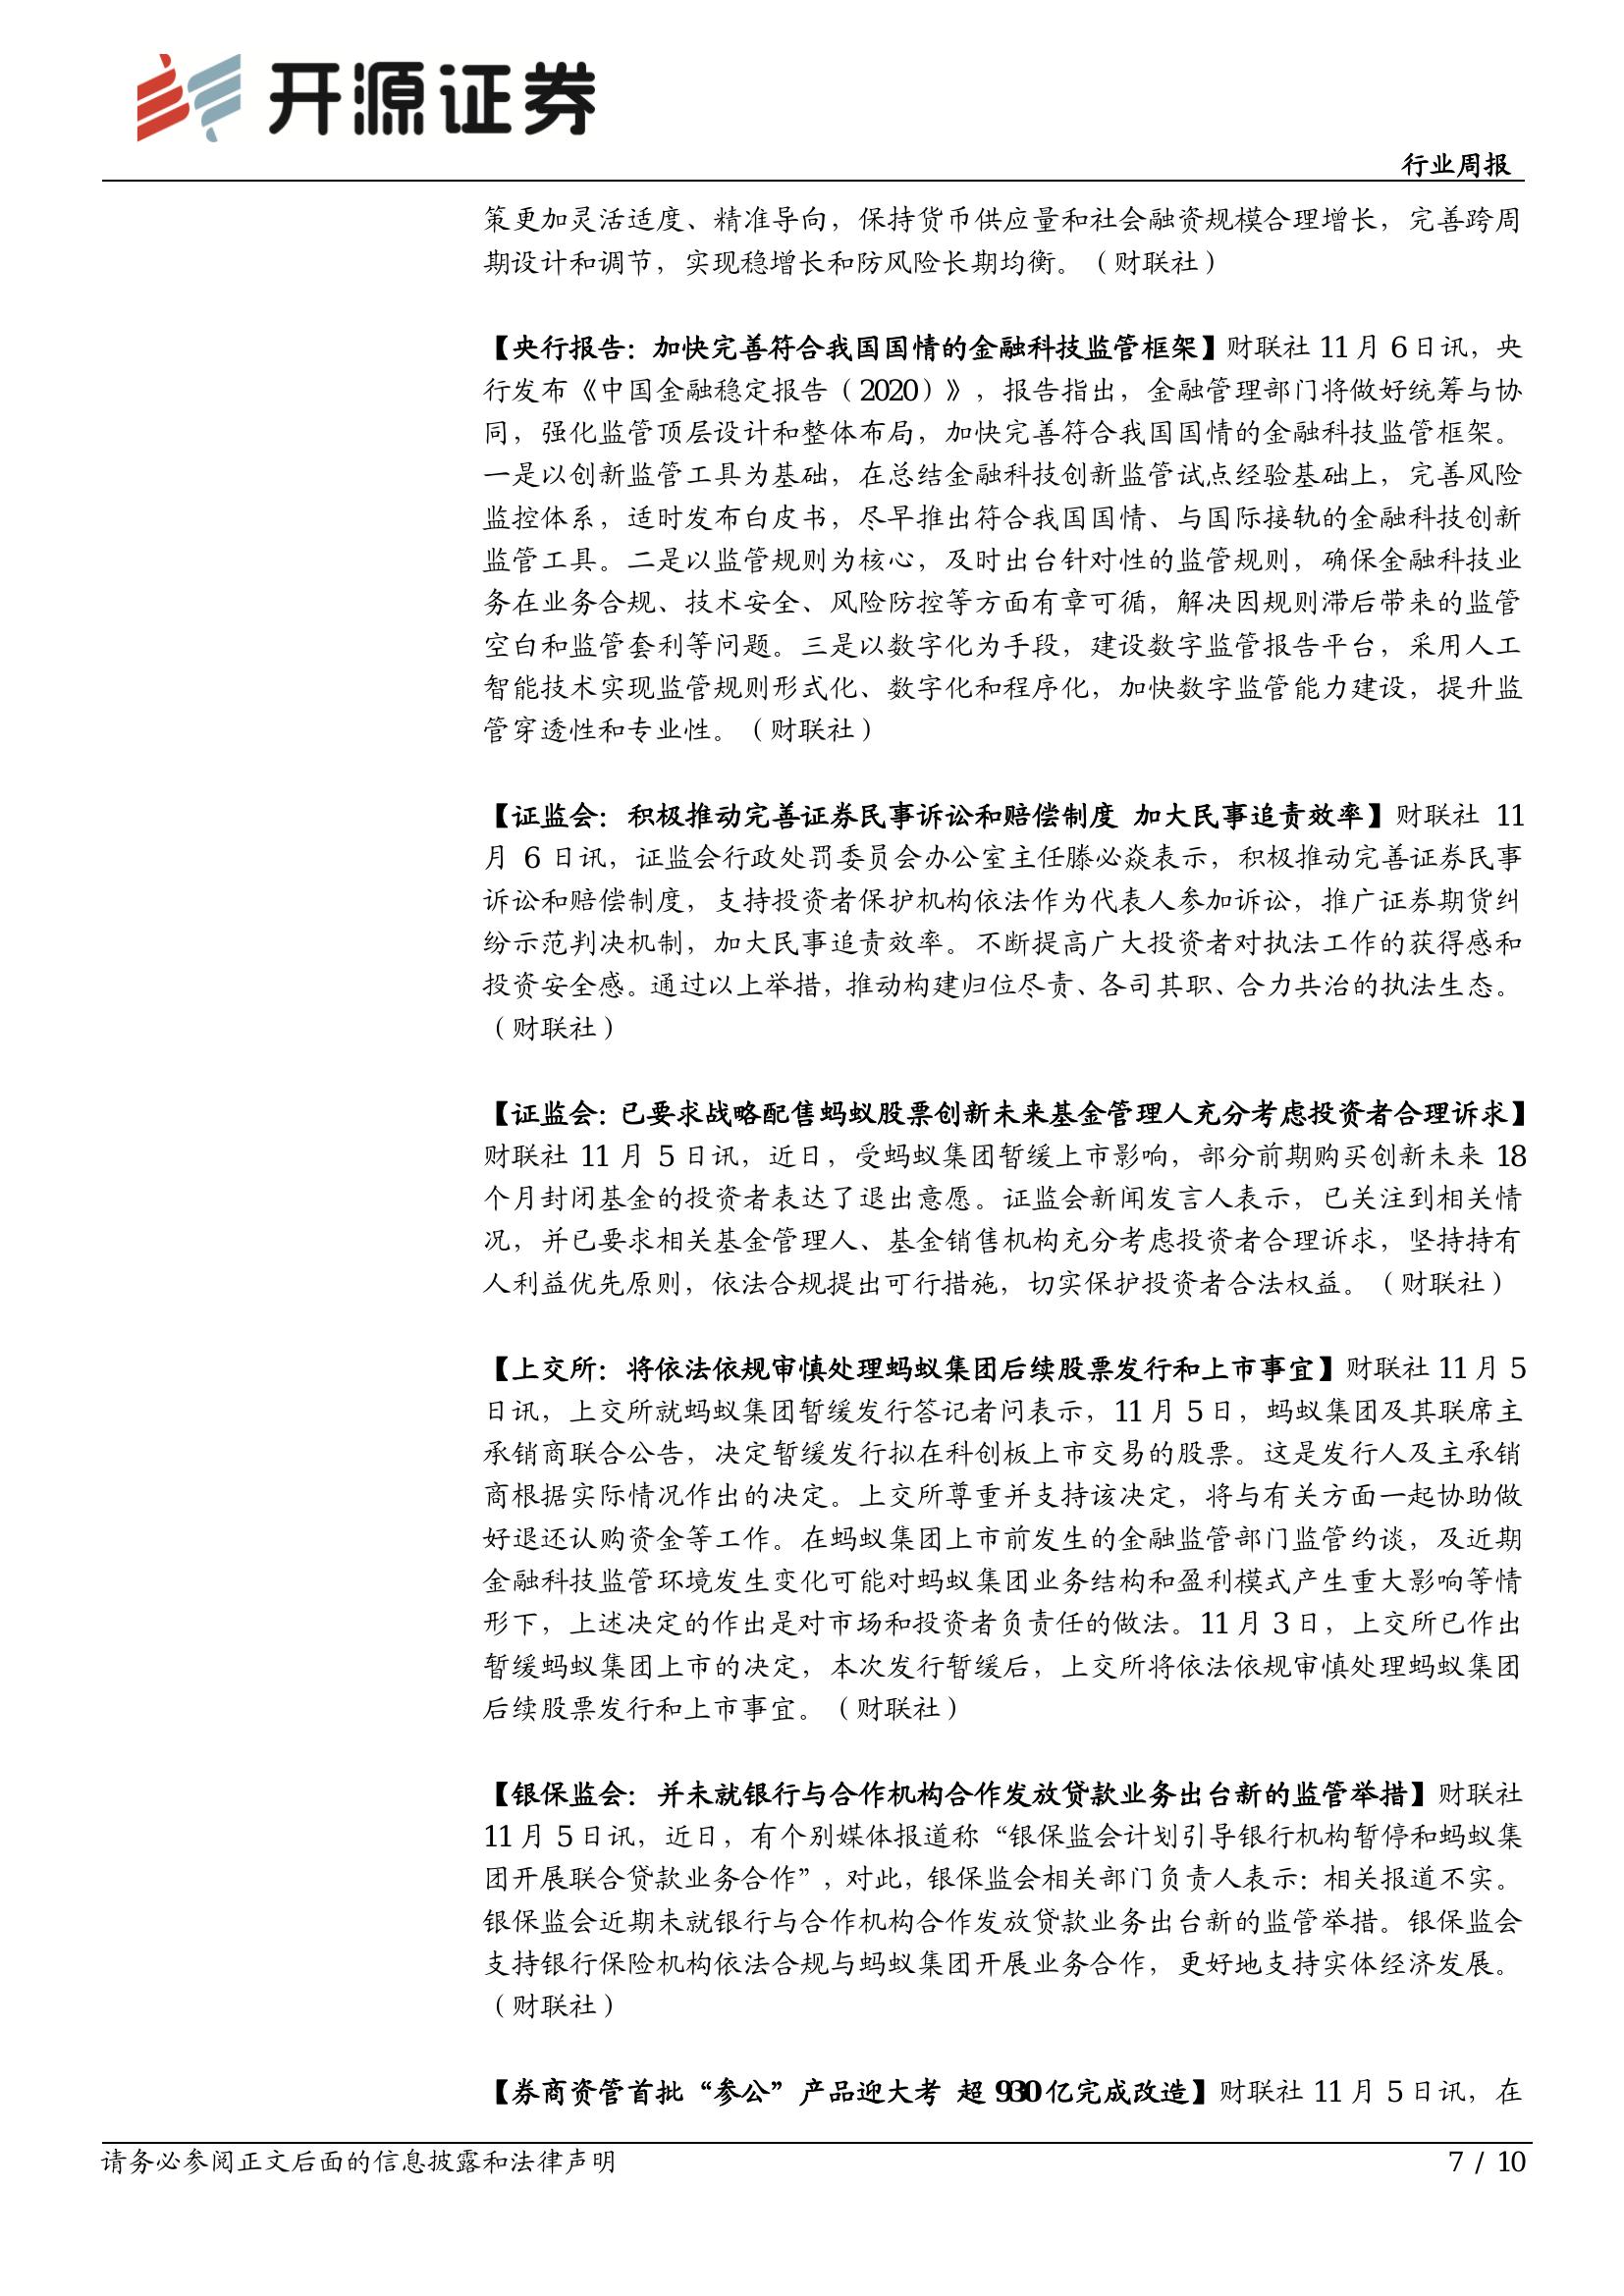 开源证券
行业周报
策更加灵活适度、精准导向，保持货币供应量和社会融资规模合理增长，完善跨周
期设计和调节，实现稳增长和防风险长期均衡。（财联社）
【央行报告：加快完善符合我国国情的金融科技监管框架】财联社 11 月 6 日讯，央
行发布《中国金融稳定报告（2020）》，报告指出，金融管理部门将做好统筹与协
同，强化监管顶层设计和整体布局，加快完善符合我国国情的金融科技监管框架。
一是以创新监管工具为基础，在总结金融科技创新监管试点经验基础上，完善风险
监控体系，适时发布白皮书，尽早推出符合我国国情、与国际接轨的金融科技创新
监管工具。二是以监管规则为核心，及时出台针对性的监管规则，确保金融科技业
务在业务合规、技术安全、风险防控等方面有章可循，解决因规则滞后带来的监管
空白和监管套利等问题。三是以数字化为手段，建设数字监管报告平台，采用人工
智能技术实现监管规则形式化、数字化和程序化，加快数字监管能力建设，提升监
管穿透性和专业性。（财联社）
【证监会：积极推动完善证券民事诉讼和赔偿制度 加大民事追责效率】财联社 11
月 6 日讯，证监会行政处罚委员会办公室主任滕必焱表示，积极推动完善证券民事
诉讼和赔偿制度，支持投资者保护机构依法作为代表人参加诉讼，推广证券期货纠
纷示范判决机制，加大民事追责效率。不断提高广大投资者对执法工作的获得感和
投资安全感。通过以上举措，推动构建归位尽责、各司其职、合力共治的执法生态。
（财联社）
【证监会：已要求战略配售蚂蚁股票创新未来基金管理人充分考虑投资者合理诉求】
财联社 11 月 5 日讯，近日，受蚂蚁集团暂缓上市影响，部分前期购买创新未来 18
个月封闭基金的投资者表达了退出意愿。证监会新闻发言人表示，已关注到相关情
况，并已要求相关基金管理人、基金销售机构充分考虑投资者合理诉求，坚持持有
人利益优先原则，依法合规提出可行措施，切实保护投资者合法权益。（财联社）
【上交所：将依法依规审慎处理蚂蚁集团后续股票发行和上市事宜】财联社 11 月 5
日讯，上交所就蚂蚁集团暂缓发行答记者问表示，11 月 5 日，蚂蚁集团及其联席主
承销商联合公告，决定暂缓发行拟在科创板上市交易的股票。这是发行人及主承销
商根据实际情况作出的决定。上交所尊重并支持该决定，将与有关方面一起协助做
好退还认购资金等工作。在蚂蚁集团上市前发生的金融监管部门监管约谈，及近期
金融科技监管环境发生变化可能对蚂蚁集团业务结构和盈利模式产生重大影响等情
形下，上述决定的作出是对市场和投资者负责任的做法。11 月 3 日，上交所已作出
暂缓蚂蚁集团上市的决定，本次发行暂缓后，上交所将依法依规审慎处理蚂蚁集团
后续股票发行和上市事宜。（财联社）
【银保监会：并未就银行与合作机构合作发放贷款业务出台新的监管举措】财联社
11 月 5 日讯，近日，有个别媒体报道称“银保监会计划引导银行机构暂停和蚂蚁集
团开展联合贷款业务合作”，对此，银保监会相关部门负责人表示：相关报道不实。
银保监会近期未就银行与合作机构合作发放贷款业务出台新的监管举措。银保监会
支持银行保险机构依法合规与蚂蚁集团开展业务合作，更好地支持实体经济发展。
（财联社）
【券商资管首批“参公”产品迎大考 超 930 亿完成改造】财联社 11 月 5 日讯，在
请务必参阅正文后面的信息披露和法律声明
7 / 10